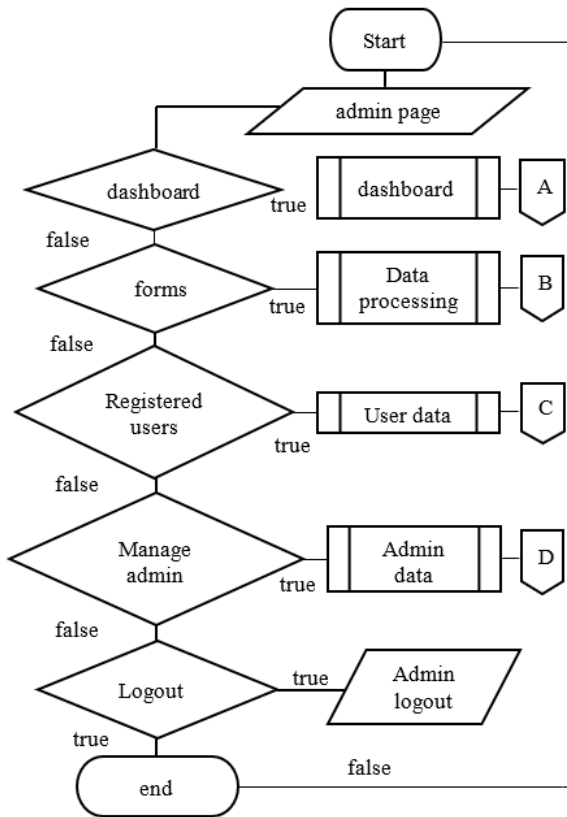 Start
admin page
dashboard
true
dashboard
A
false
forms
true
Data
processing
B
false
Registered
users
true
User data
C
false
Manage
admin
true
Admin
data
D
false
Logout
true
Admin
logout
true
end
false